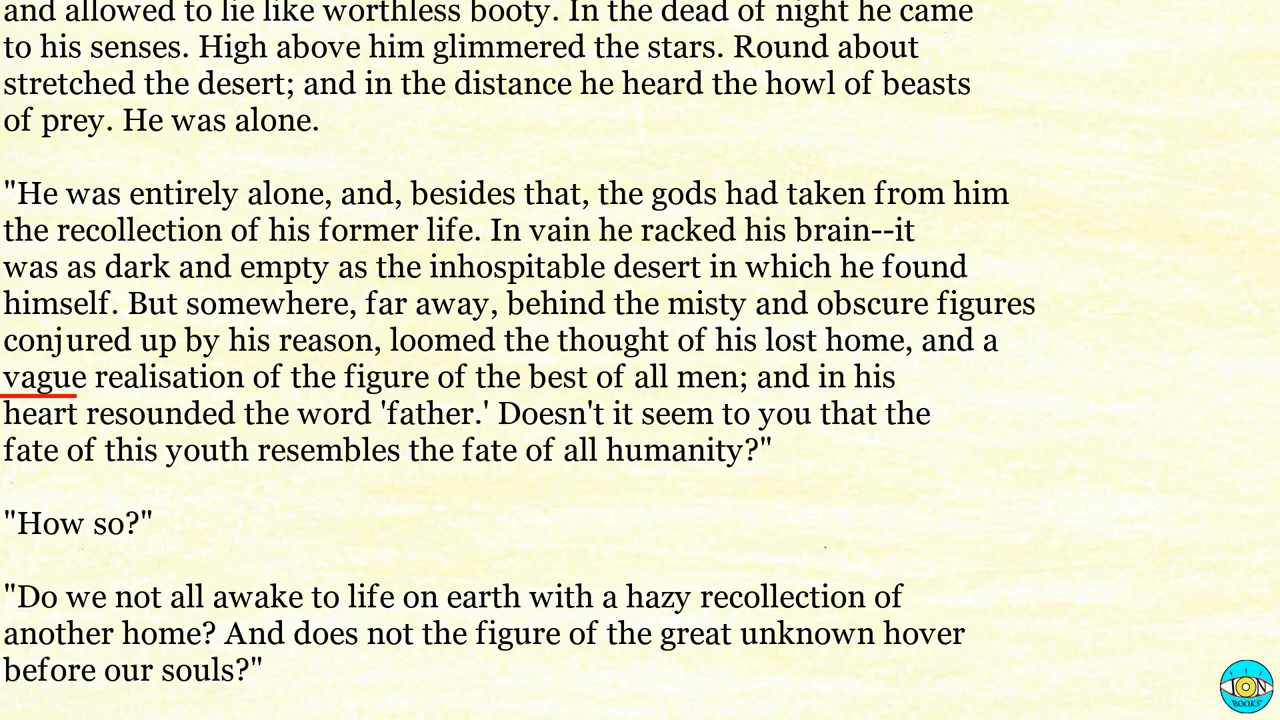 and allowed to lie like worthless booty. In the dead of night he came
to his senses. High above him glimmered the stars. Round about
stretched the desert; and in the distance he heard the howl of beasts
of prey. He was alone.
"He was entirely alone, and, besides that, the gods had taken from him
the recollection of his former life. In vain he racked his brain--it
was as dark and empty as the inhospitable desert in which he found
himself. But somewhere, far away, behind the misty and obscure figures
conjured up by his reason, loomed the thought of his lost home, and a
vague realisation of the figure of the best of all men; and in his
heart resounded the word 'father.' Doesn't it seem to you that the
fate of this youth resembles the fate of all humanity?"
"How so?"
"Do we not all awake to life on earth with a hazy recollection of
another home? And does not the figure of the great unknown hover
before our souls?"
ION
BOOKS